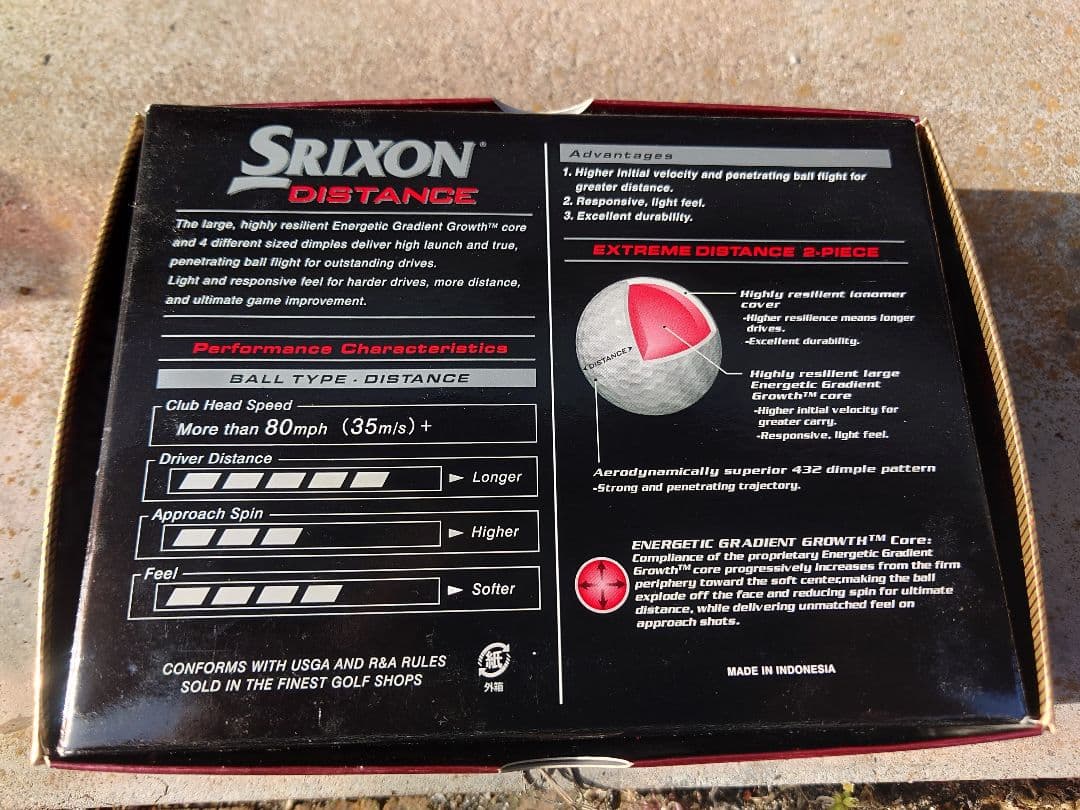 SRIXON®
DISTANCE
The large, highly resilient Energetic Gradient Growth™ core
and 4 different sized dimples deliver high launch and true,
penetrating ball flight for outstanding drives.
Light and responsive feel for harder drives, more distance,
and ultimate game improvement.
Performance Characteristics
BALL TYPE · DISTANCE
Club Head Speed
More than 80mph (35m/s) +
Driver Distance
Longer
Approach Spin
Higher
Feel
Softer
CONFORMS WITH USGA AND R&A RULES
SOLD IN THE FINEST GOLF SHOPS
紙
外箱
Advantages
1. Higher initial velocity and penetrating ball flight for
greater distance.
2. Responsive, light feel.
3. Excellent durability.
EXTREME DISTANCE 2-PIECE
DISTANCE
Highly resilient ionomer
cover
-Higher resilience means longer
drives.
-Excellent durability.
Highly resilient large
Energetic Gradient
Growth™ core
-Higher initial velocity for
greater carry.
-Responsive, light feel.
Aerodynamically superior 432 dimple pattern
-Strong and penetrating trajectory.
ENERGETIC GRADIENT GROWTH™ Core:
Compliance of the proprietary Energetic Gradient
Growth™ core progressively increases from the firm
periphery toward the soft center,making the ball
explode off the face and reducing spin for ultimate
distance, while delivering unmatched feel on
approach shots.
MADE IN INDONESIA